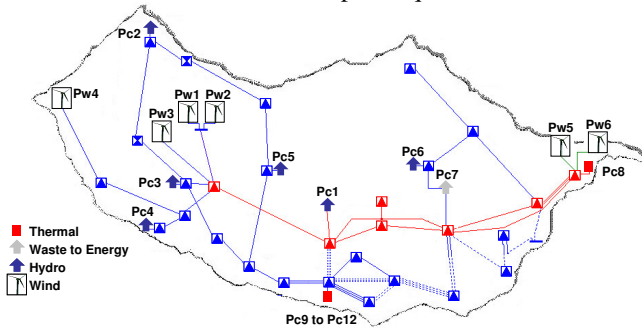 Pc2
Pw4
Pw1
Pw2
Pw3
Pw5
Pw6
Pc6
Pc5
Pc7
Pc8
Pc3
Pc1
Pc4
Thermal
Waste to Energy
Hydro
Wind
Pc9 to Pc12